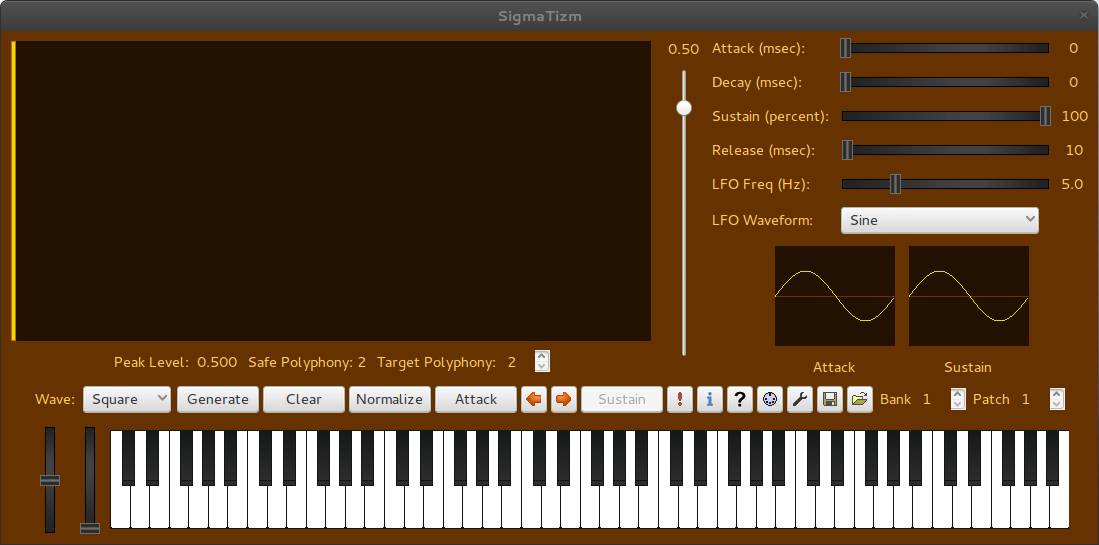 SigmaTizm
0.50
Attack (msec): 0
Decay (msec): 0
Sustain (percent): 100
Release (msec): 10
LFO Freq (Hz): 5.0
LFO Waveform: Sine
Attack Sustain
Peak Level: 0.500 Safe Polyphony: 2 Target Polyphony: 2
Wave: Square Generate Clear Normalize Attack Sustain ! i ? Bank 1 Patch 1